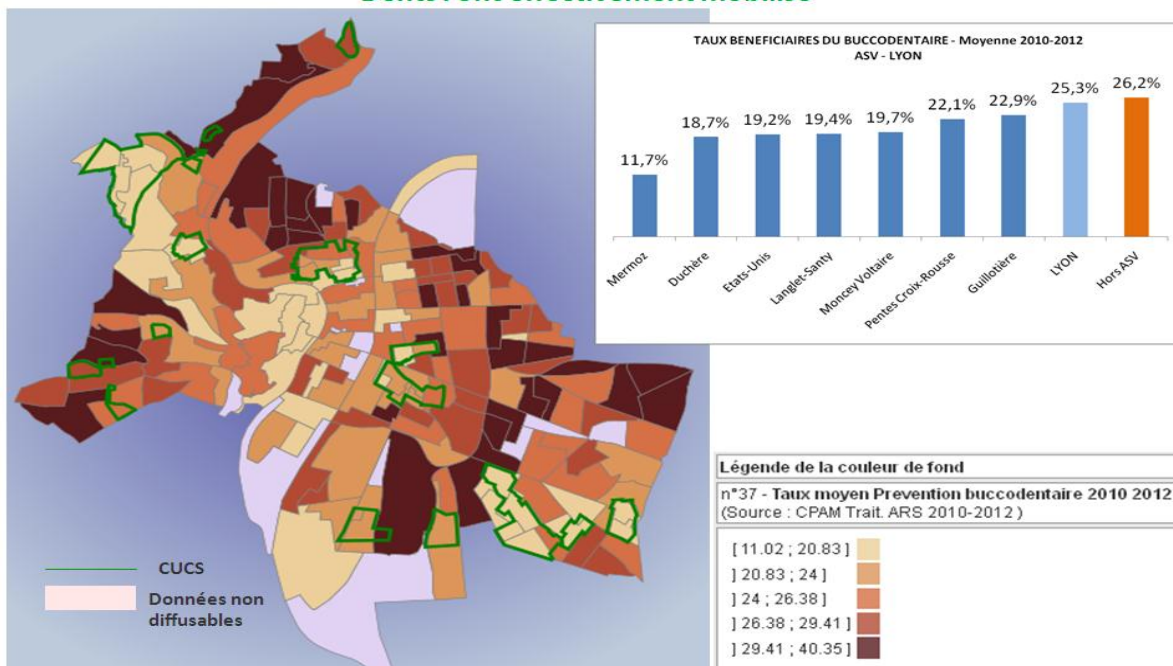 TAUX BENEFICIAIRES DU BUCCODENTAIRE - Moyenne 2010-2012
ASV - LYON
11,7%
18,7%
19,2%
19,4%
19,7%
22,1%
22,9%
25,3%
26,2%
Mermoz
Duchère
Etats-Unis
Langlet-Santy
Moncey Voltaire
Pentes Croix-Rousse
Guillotière
LYON
Hors ASV
CUCS
Données non
diffusables
Légende de la couleur de fond
n°37 - Taux moyen Prevention buccodentaire 2010 2012
(Source : CPAM Trait. ARS 2010-2012 )
[ 11.02 ; 20.83 ]
] 20.83 ; 24 ]
] 24 ; 26.38 ]
] 26.38 ; 29.41 ]
] 29.41 ; 40.35 ]